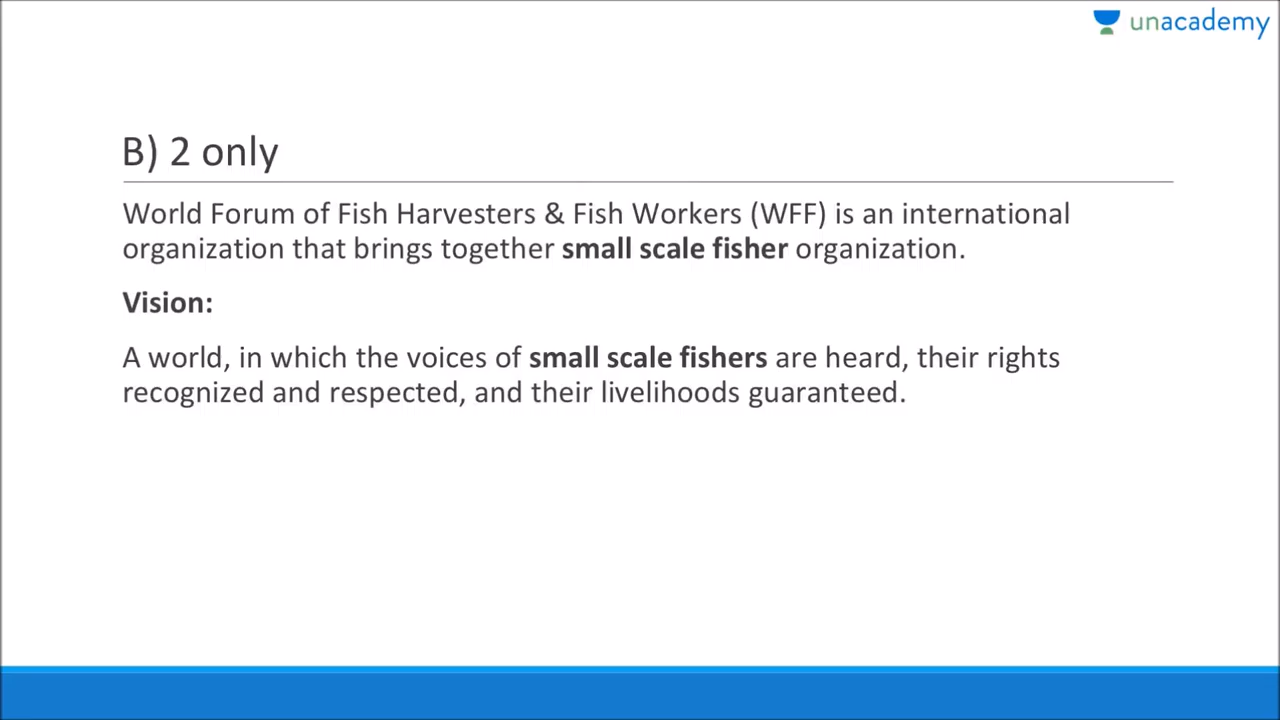 unacademy
B) 2 only
World Forum of Fish Harvesters & Fish Workers (WFF) is an international
organization that brings together small scale fisher organization.
Vision:
A world, in which the voices of small scale fishers are heard, their rights
recognized and respected, and their livelihoods guaranteed.